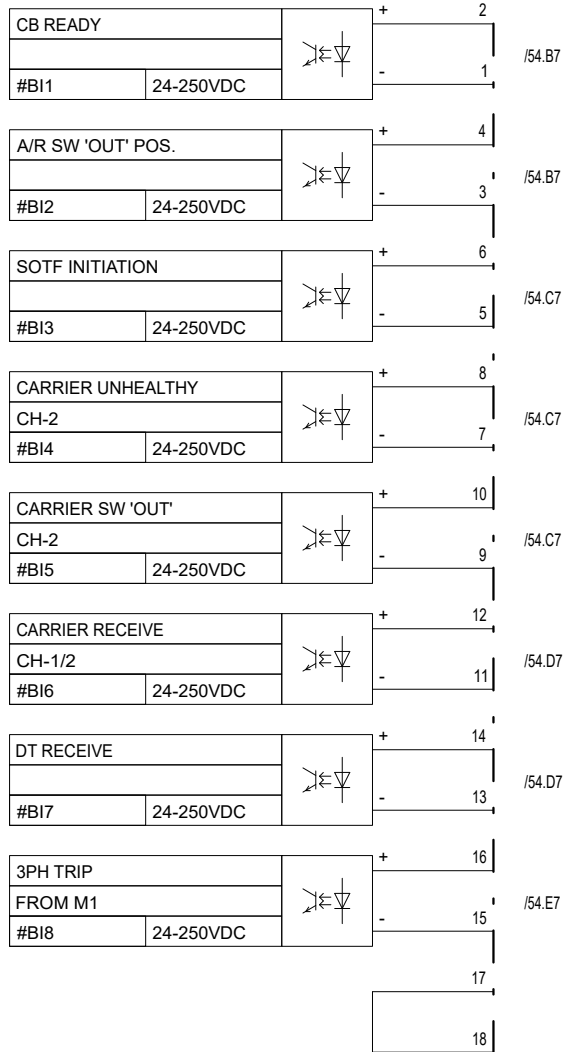 CB READY + 2
/54.B7
#BI1 24-250VDC - 1
A/R SW 'OUT' POS. + 4
/54.B7
#BI2 24-250VDC - 3
SOTF INITIATION + 6
/54.C7
#BI3 24-250VDC - 5
CARRIER UNHEALTHY + 8
CH-2 /54.C7
#BI4 24-250VDC - 7
CARRIER SW 'OUT' + 10
CH-2 /54.C7
#BI5 24-250VDC - 9
CARRIER RECEIVE + 12
CH-1/2 /54.D7
#BI6 24-250VDC - 11
DT RECEIVE + 14
/54.D7
#BI7 24-250VDC - 13
3PH TRIP + 16
FROM M1 /54.E7
#BI8 24-250VDC - 15
17
18